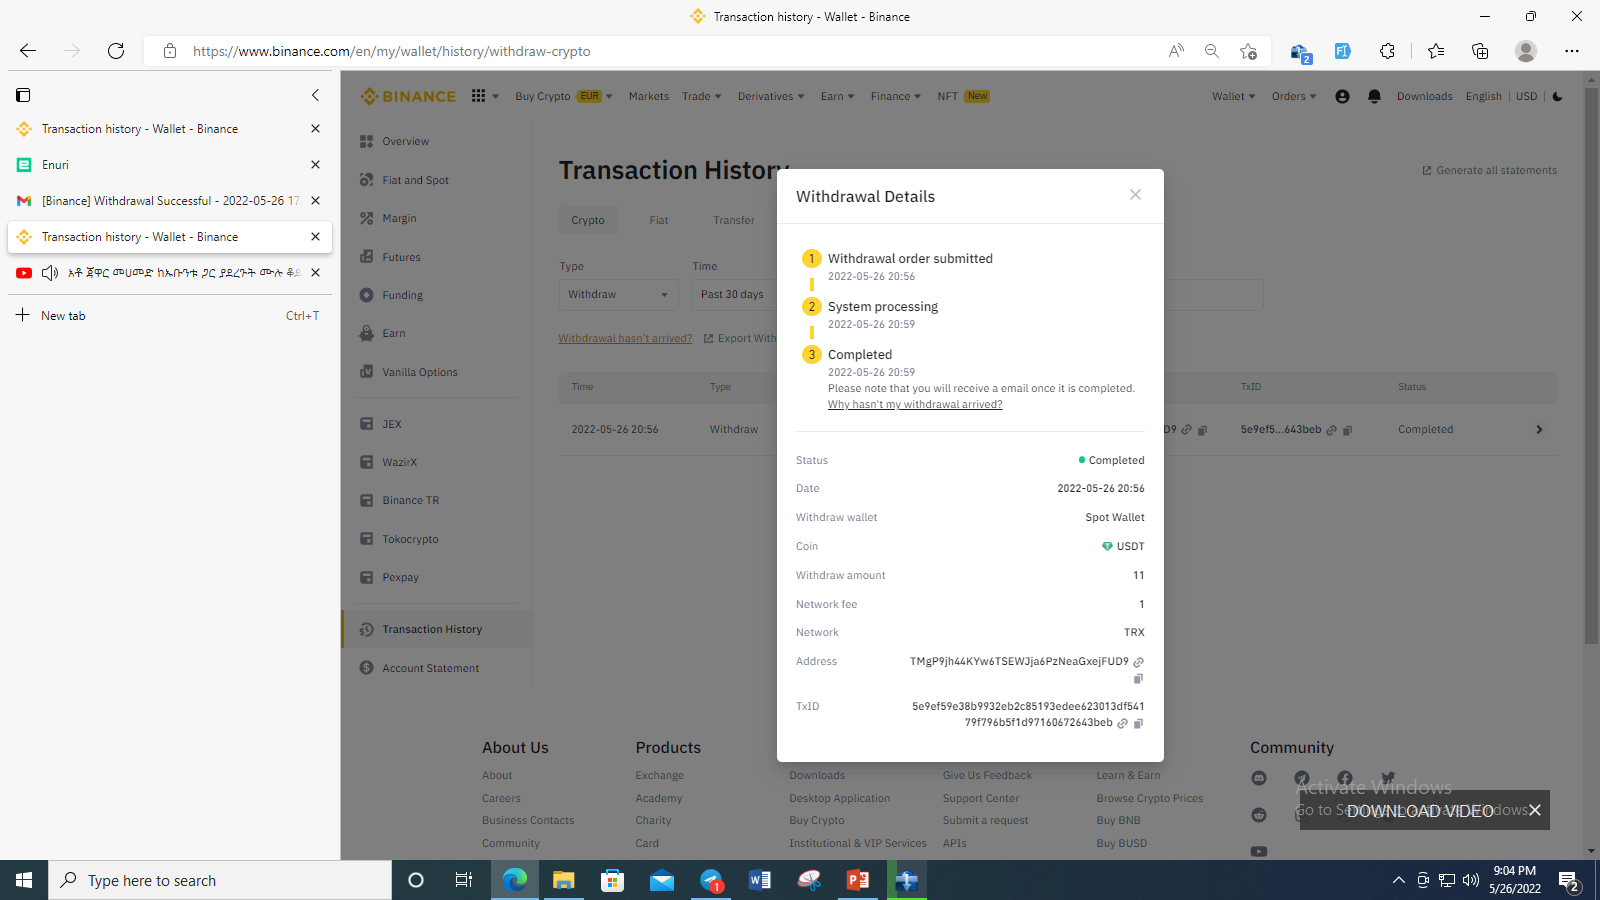 Transaction history - Wallet - Binance
https://www.binance.com/en/my/wallet/history/withdraw-crypto
Transaction history - Wallet - Binance
Enuri
[Binance] Withdrawal Successful - 2022-05-26 17
Transaction history - Wallet - Binance
አቶ ጃዋር መሀመድ ከኡቡንቱ ጋር ያደረጉት ሙሉ
New tab Ctrl+T
BINANCE Buy Crypto EUR Markets Trade Derivatives Earn Finance NFT New Wallet Orders Downloads English USD
Overview
Fiat and Spot
Margin
Futures
Funding
Earn
Vanilla Options
JEX
WazirX
Binance TR
Tokocrypto
Pexpay
Transaction History
Account Statement
Transaction History
Generate all statements
Crypto Fiat Transfer
Type Time
Withdraw Past 30 days
Withdrawal hasn't arrived? Export With
Time Type TxID Status
2022-05-26 20:56 Withdraw D9 5e9ef5...643beb Completed
Withdrawal Details
1 Withdrawal order submitted
2022-05-26 20:56
2 System processing
2022-05-26 20:59
3 Completed
2022-05-26 20:59
Please note that you will receive a email once it is completed.
Why hasn't my withdrawal arrived?
Status Completed
Date 2022-05-26 20:56
Withdraw wallet Spot Wallet
Coin USDT
Withdraw amount 11
Network fee 1
Network TRX
Address TMgP9jh44KYw6TSEWJja6PzNeaGxejFUD9
TxID 5e9ef59e38b9932eb2c85193edee623013df541
79f796b5f1d97160672643beb
About Us Products Community
About Exchange Downloads Give Us Feedback Learn & Earn
Careers Academy Desktop Application Support Center Browse Crypto Prices
Business Contacts Charity Buy Crypto Submit a request Buy BNB
Community Card Institutional & VIP Services APIs Buy BUSD
Activate Windows
Go to Settings to activate Windows.
DOWNLOAD VIDEO
Type here to search
9:04 PM
5/26/2022